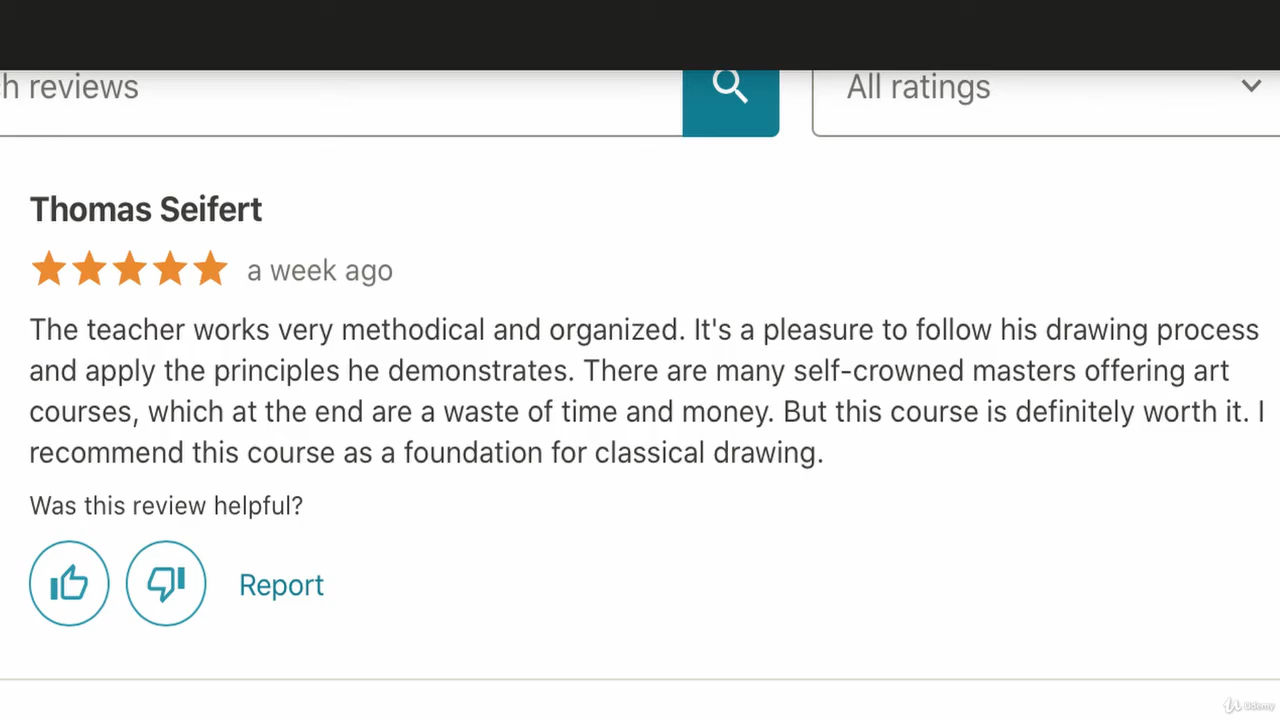 h reviews
All ratings
Thomas Seifert
a week ago
The teacher works very methodical and organized. It's a pleasure to follow his drawing process
and apply the principles he demonstrates. There are many self-crowned masters offering art
courses, which at the end are a waste of time and money. But this course is definitely worth it. I
recommend this course as a foundation for classical drawing.
Was this review helpful?
Report
Udemy